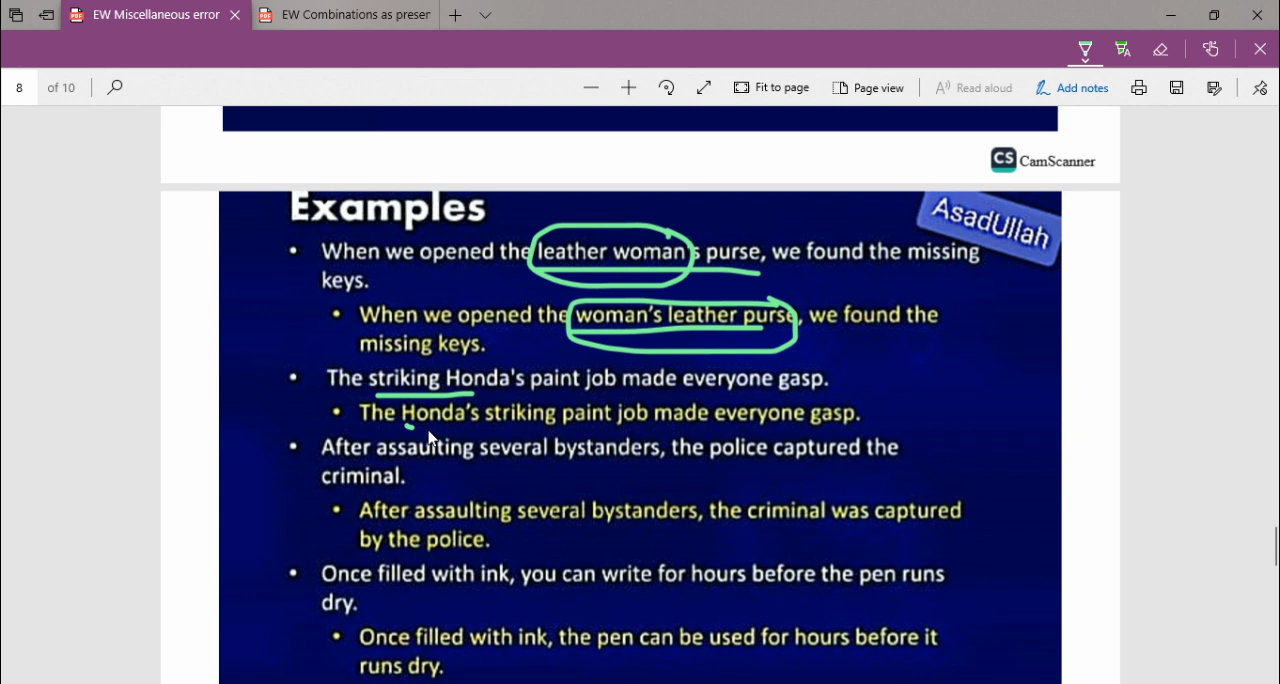 EW Miscellaneous error
EW Combinations as preser
8 of 10
Fit to page
Page view
Read aloud
Add notes
CS CamScanner
Examples
AsadUllah
• When we opened the leather woman's purse, we found the missing
keys.
• When we opened the woman's leather purse, we found the
missing keys.
• The striking Honda's paint job made everyone gasp.
• The Honda's striking paint job made everyone gasp.
• After assaulting several bystanders, the police captured the
criminal.
• After assaulting several bystanders, the criminal was captured
by the police.
• Once filled with ink, you can write for hours before the pen runs
dry.
• Once filled with ink, the pen can be used for hours before it
runs dry.